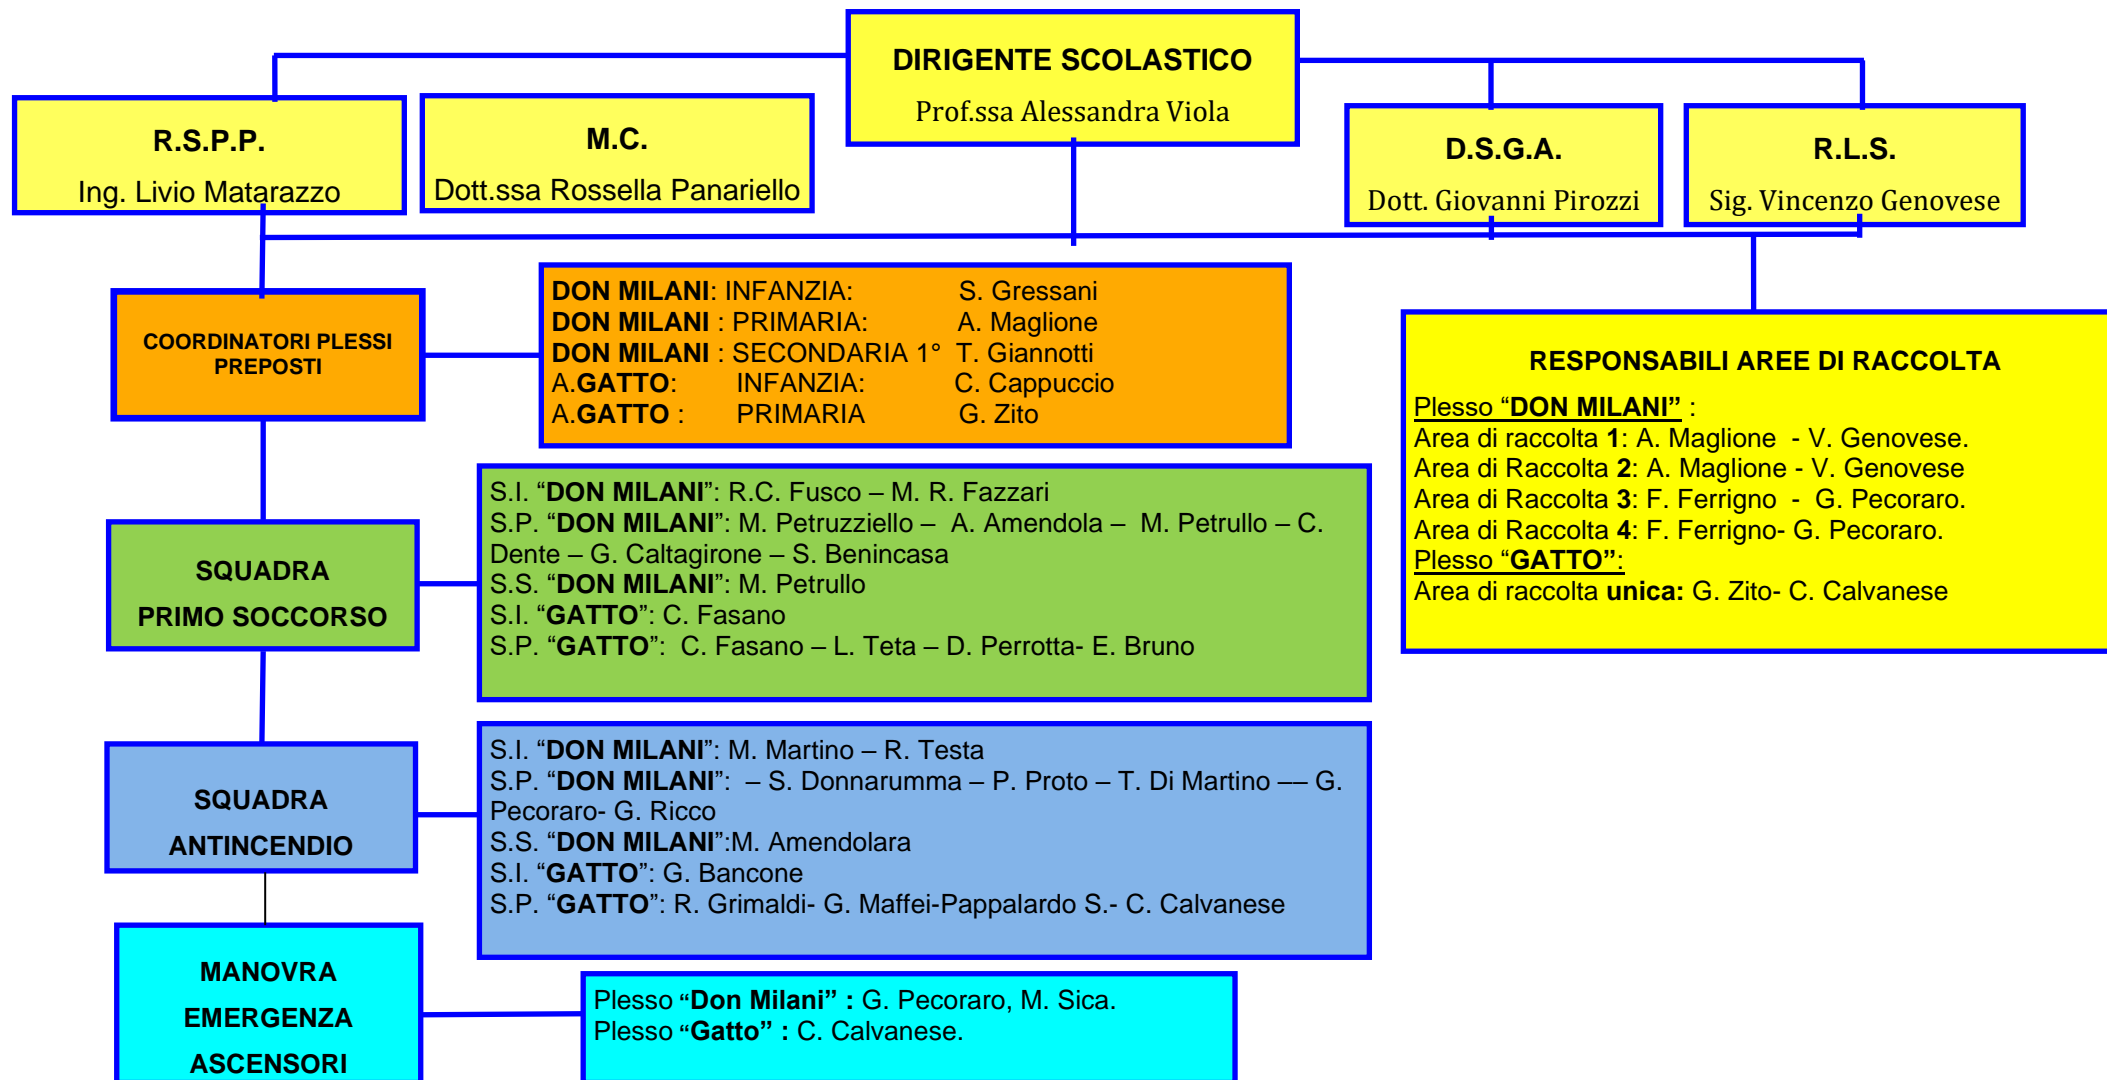 DIRIGENTE SCOLASTICO
Prof.ssa Alessandra Viola
R.S.P.P.
Ing. Livio Matarazzo
M.C.
Dott.ssa Rossella Panariello
D.S.G.A.
Dott. Giovanni Pirozzi
R.L.S.
Sig. Vincenzo Genovese
COORDINATORI PLESSI
PREPOSTI
DON MILANI: INFANZIA: S. Gressani
DON MILANI : PRIMARIA: A. Maglione
DON MILANI : SECONDARIA 1° T. Giannotti
A.GATTO: INFANZIA: C. Cappuccio
A.GATTO : PRIMARIA G. Zito
RESPONSABILI AREE DI RACCOLTA
Plesso “DON MILANI” :
Area di raccolta 1: A. Maglione - V. Genovese.
Area di Raccolta 2: A. Maglione - V. Genovese
Area di Raccolta 3: F. Ferrigno - G. Pecoraro.
Area di Raccolta 4: F. Ferrigno- G. Pecoraro.
Plesso “GATTO”:
Area di raccolta unica: G. Zito- C. Calvanese
SQUADRA
PRIMO SOCCORSO
S.I. “DON MILANI”: R.C. Fusco – M. R. Fazzari
S.P. “DON MILANI”: M. Petruzziello – A. Amendola – M. Petrullo – C.
Dente – G. Caltagirone – S. Benincasa
S.S. “DON MILANI”: M. Petrullo
S.I. “GATTO”: C. Fasano
S.P. “GATTO”: C. Fasano – L. Teta – D. Perrotta- E. Bruno
SQUADRA
ANTINCENDIO
S.I. “DON MILANI”: M. Martino – R. Testa
S.P. “DON MILANI”: – S. Donnarumma – P. Proto – T. Di Martino –– G.
Pecoraro- G. Ricco
S.S. “DON MILANI”:M. Amendolara
S.I. “GATTO”: G. Bancone
S.P. “GATTO”: R. Grimaldi- G. Maffei-Pappalardo S.- C. Calvanese
MANOVRA
EMERGENZA
ASCENSORI
Plesso “Don Milani” : G. Pecoraro, M. Sica.
Plesso “Gatto” : C. Calvanese.